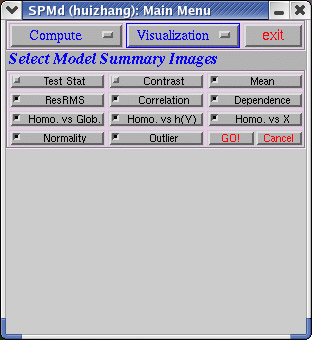 SPMd (huizhang): Main Menu
Compute Visualization exit
Select Model Summary Images
Test Stat Contrast Mean
ResRMS Correlation Dependence
Homo. vs Glob. Homo. vs h(Y) Homo. vs X
Normality Outlier GO! Cancel